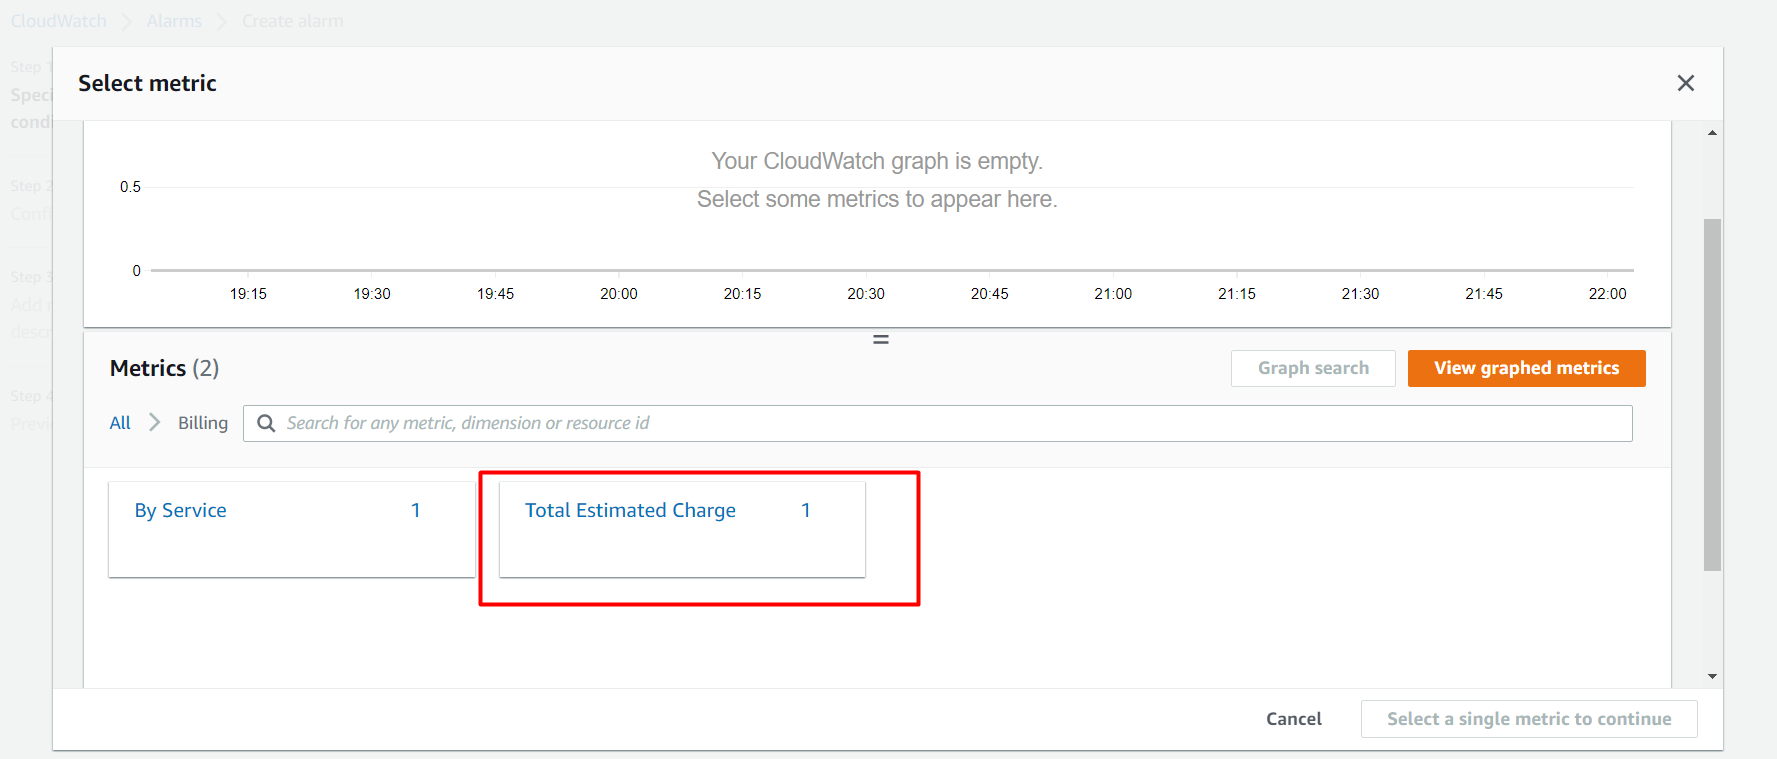 CloudWatch > Alarms > Create alarm
Step 1
Speci
condi
Step 2
Confi
Step 3
Add n
descr
Step 4
Previ
Select metric
Your CloudWatch graph is empty.
Select some metrics to appear here.
0.5
0
19:15 19:30 19:45 20:00 20:15 20:30 20:45 21:00 21:15 21:30 21:45 22:00
Metrics (2)
Graph search
View graphed metrics
All > Billing
Search for any metric, dimension or resource id
By Service 1
Total Estimated Charge 1
Cancel
Select a single metric to continue